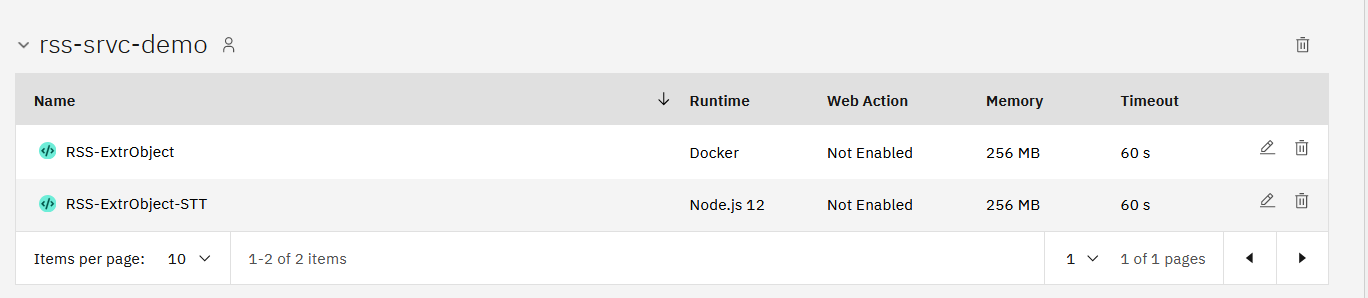 rss-srvc-demo
Name Runtime Web Action Memory Timeout
RSS-ExtrObject Docker Not Enabled 256 MB 60 s
RSS-ExtrObject-STT Node.js 12 Not Enabled 256 MB 60 s
Items per page: 10 1-2 of 2 items 1 1 of 1 pages